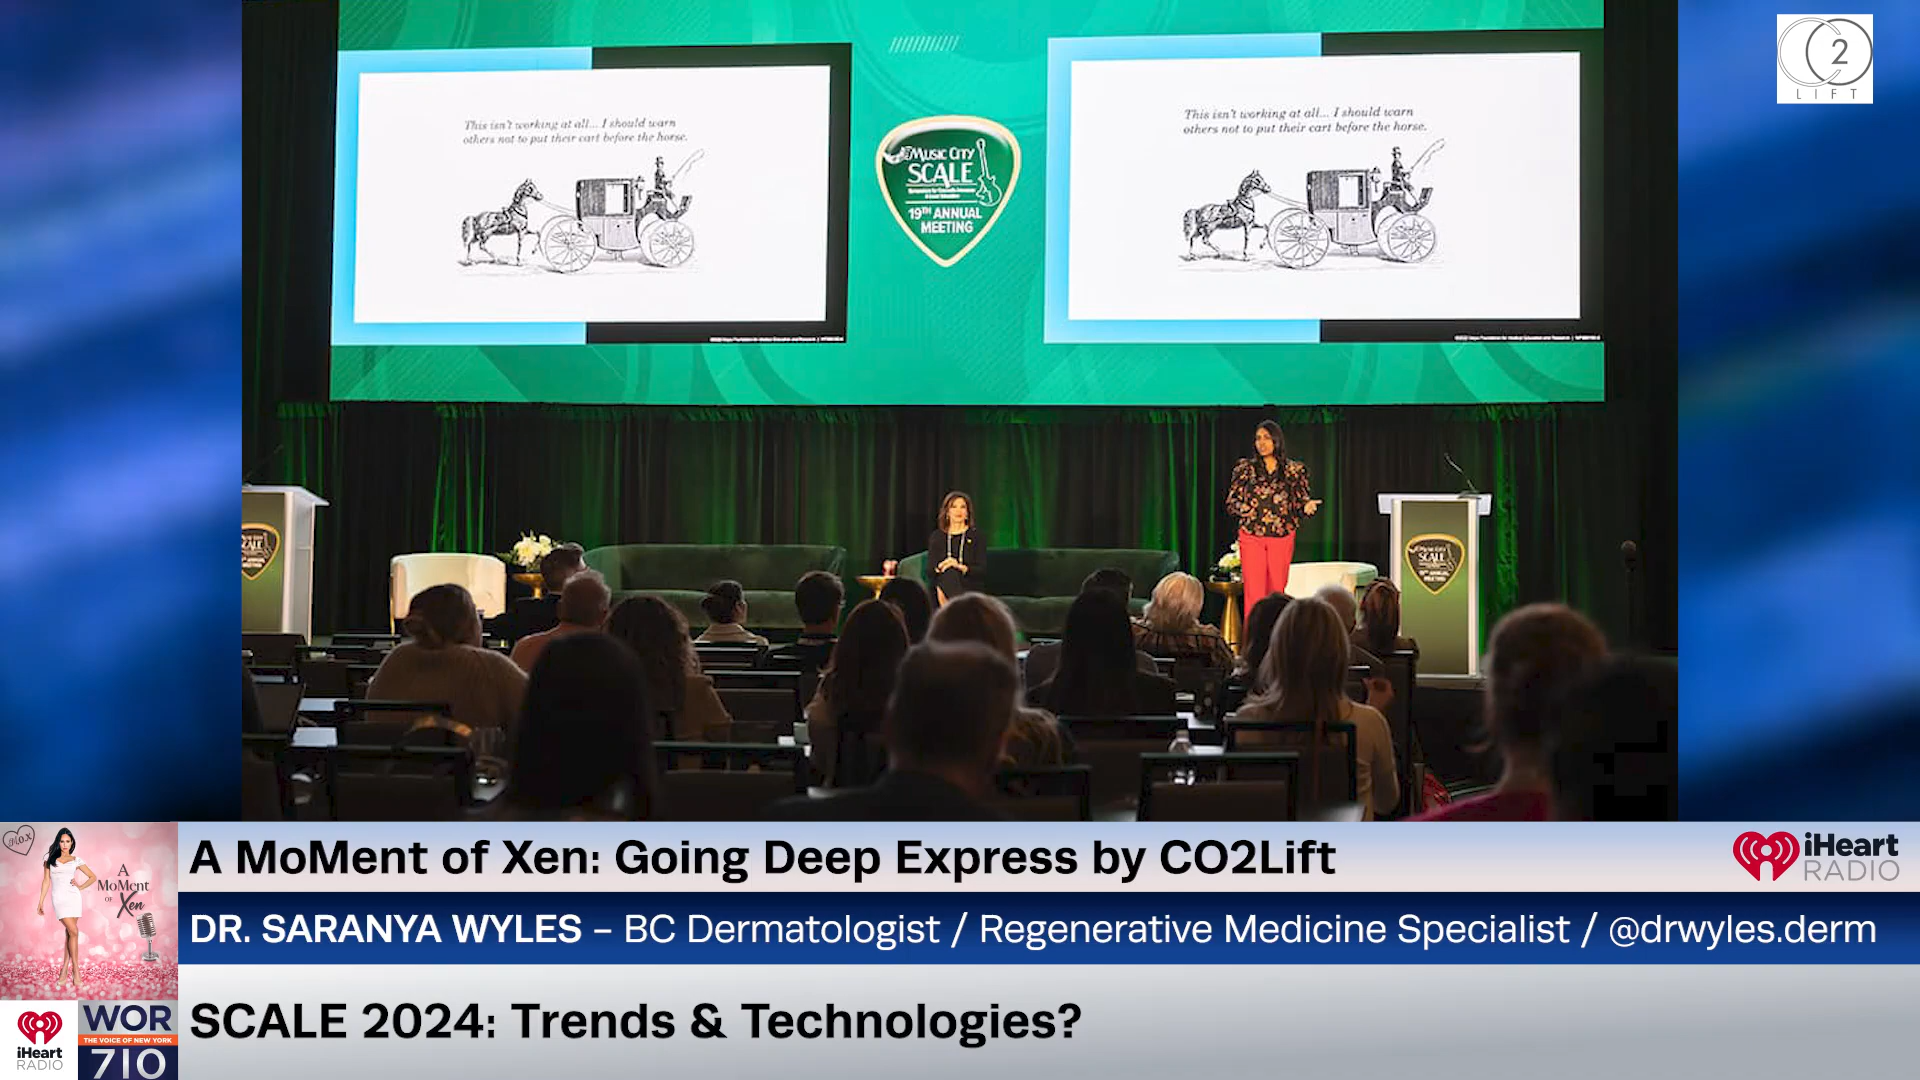 This isn't working at all... I should warn
others not to put their cart before the horse.
This isn't working at all... I should warn
others not to put their cart before the horse.
MUSIC CITY
SCALE
19TH ANNUAL
MEETING
C 2
LIFT
SCALE
SCALE
A MoMent of Xen: Going Deep Express by CO2Lift
iHeart
RADIO
A
MoMent
OF
Xen
DR. SARANYA WYLES – BC Dermatologist / Regenerative Medicine Specialist / @drwyles.derm
SCALE 2024: Trends & Technologies?
iHeart
RADIO
WOR
THE VOICE OF NEW YORK
710